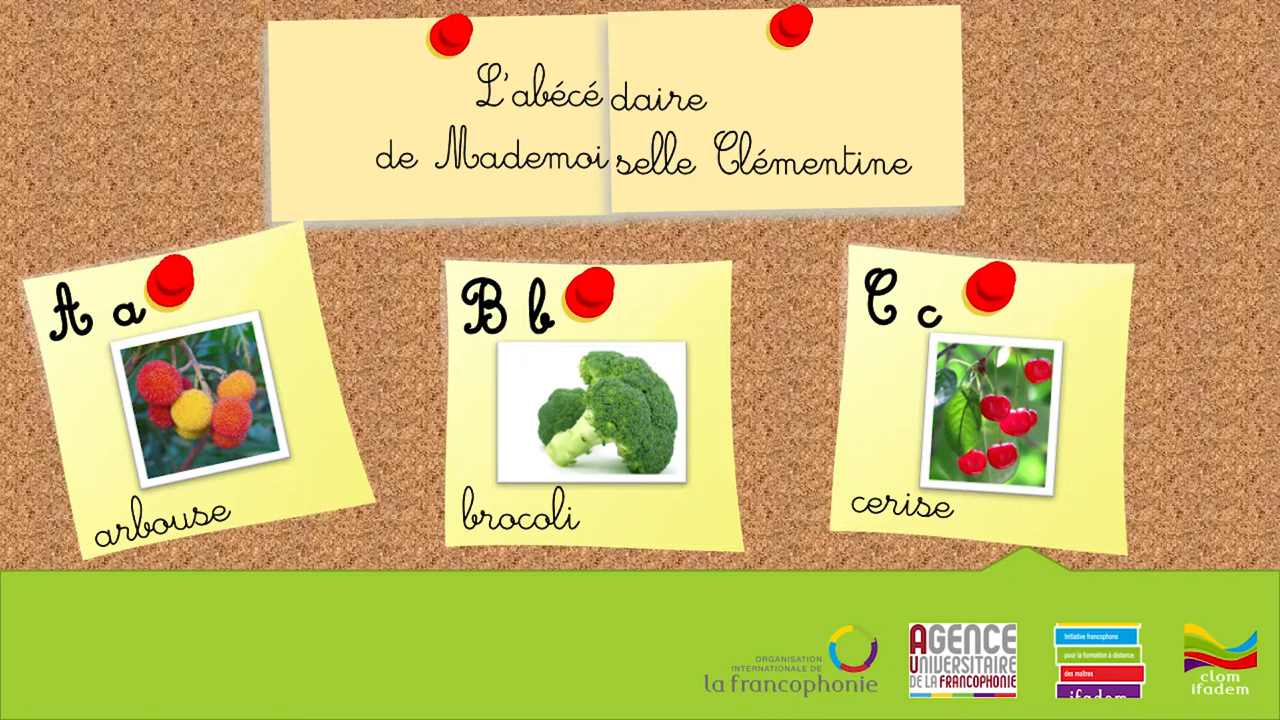 L'abécédaire
de Mademoiselle Clémentine
A a
arbouse
B b
brocoli
C c
cerise
ORGANISATION
INTERNATIONALE DE
la francophonie
AGENCE
UNIVERSITAIRE
DE LA FRANCOPHONIE
Initiative francophone
pour la formation à distance
des maîtres
ifadem
clom
ifadem